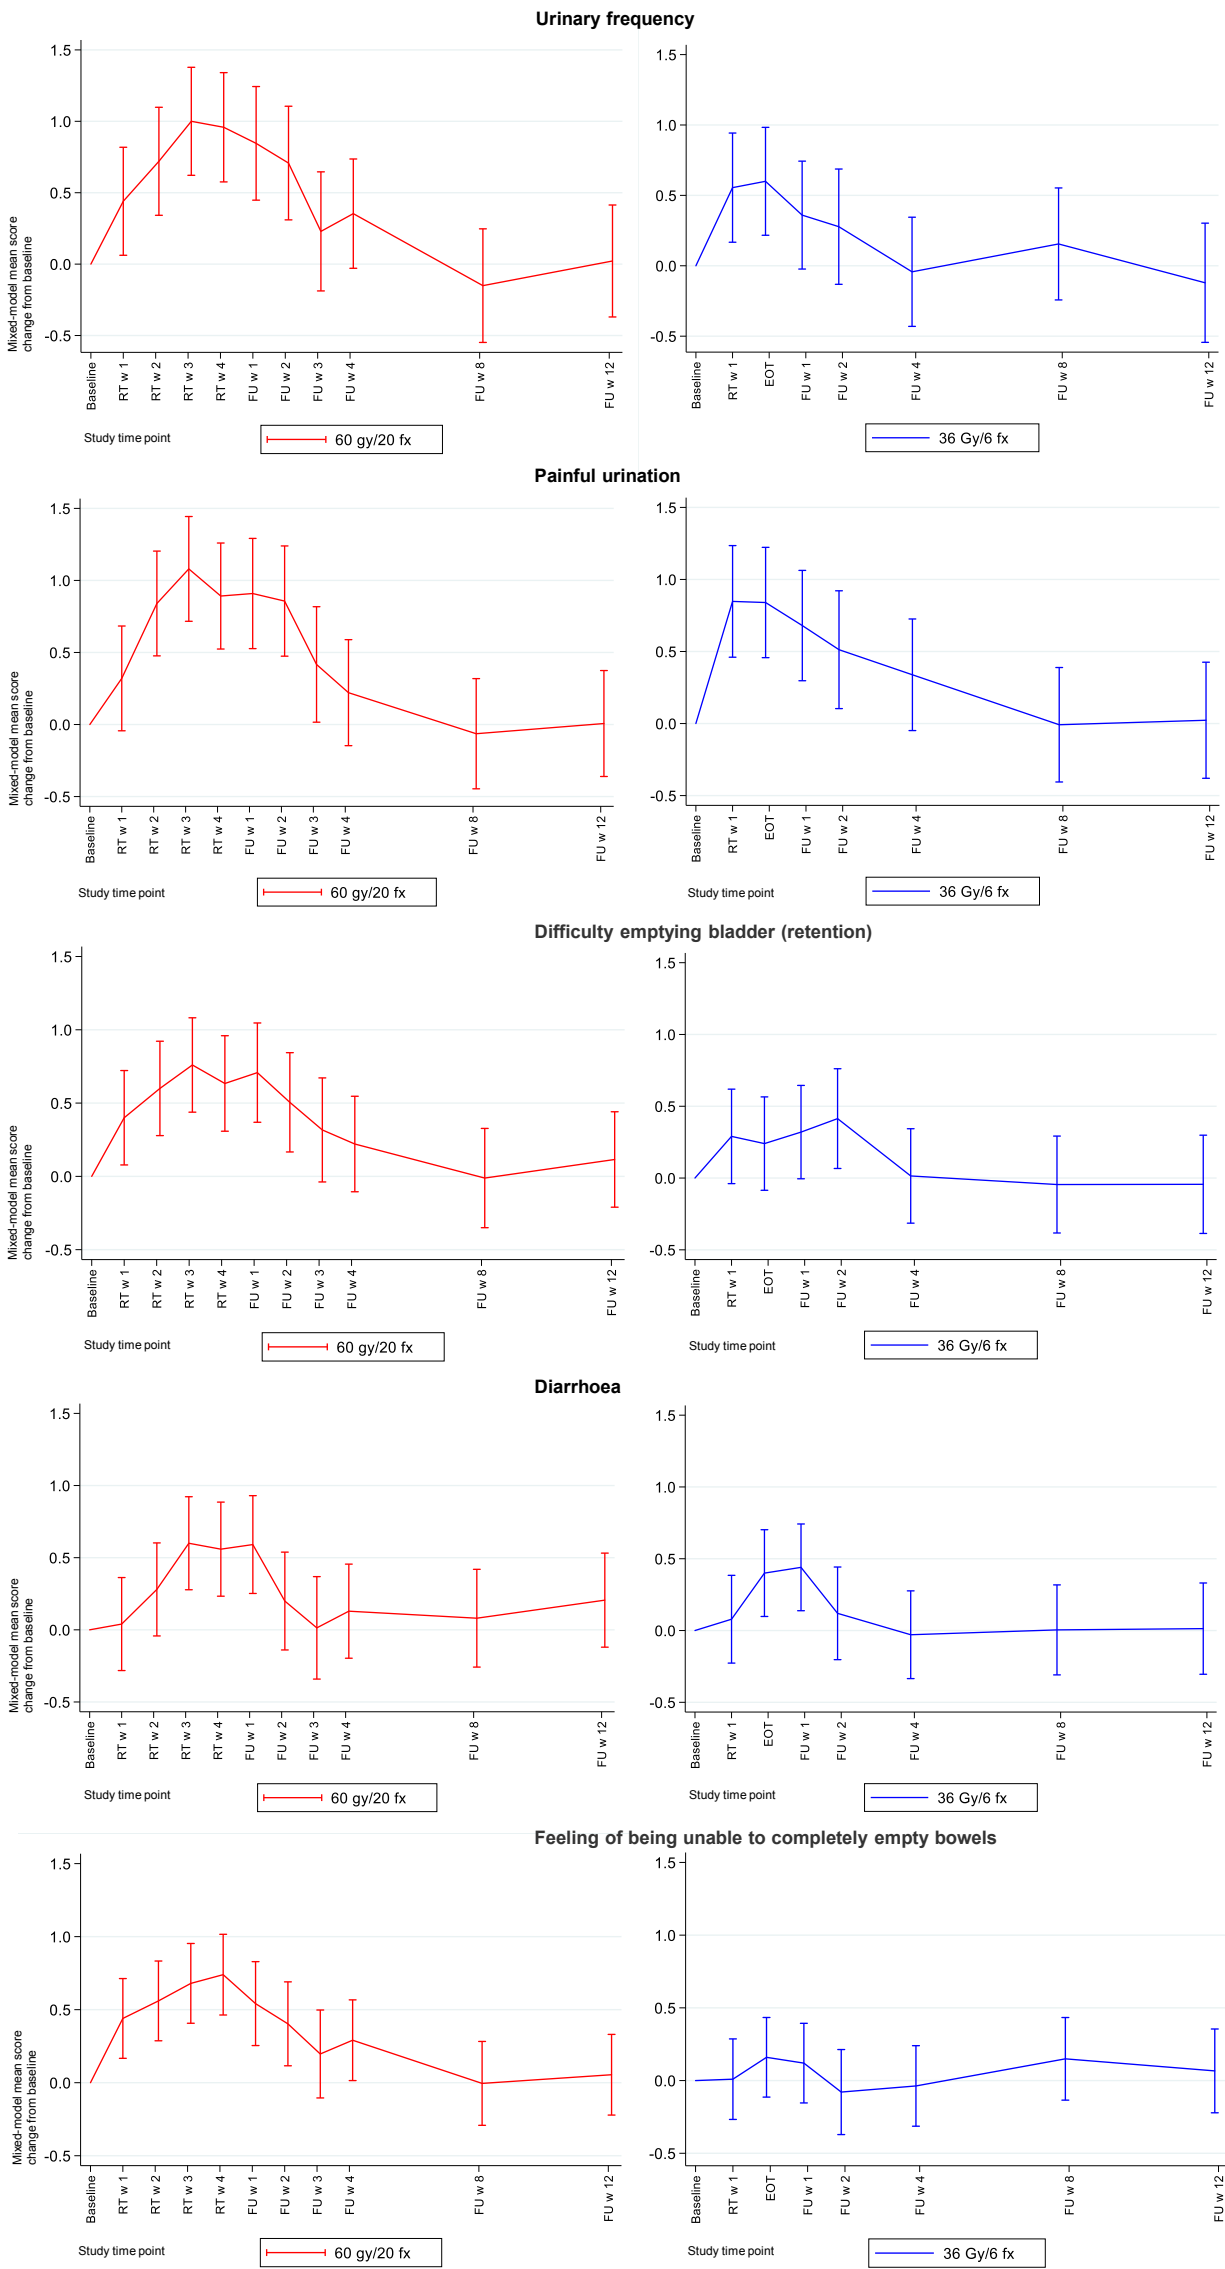 Urinary frequency
1.5
1.0
0.5
0.0
-0.5
Mixed-model mean score
change from baseline
Baseline
RT w 1
RT w 2
RT w 3
RT w 4
FU w 1
FU w 2
FU w 3
FU w 4
FU w 8
FU w 12
Study time point
60 gy/20 fx
1.5
1.0
0.5
0.0
-0.5
Baseline
RT w 1
EOT
FU w 1
FU w 2
FU w 4
FU w 8
FU w 12
36 Gy/6 fx
Painful urination
1.5
1.0
0.5
0.0
-0.5
Mixed-model mean score
change from baseline
Baseline
RT w 1
RT w 2
RT w 3
RT w 4
FU w 1
FU w 2
FU w 3
FU w 4
FU w 8
FU w 12
Study time point
60 gy/20 fx
1.5
1.0
0.5
0.0
-0.5
Baseline
RT w 1
EOT
FU w 1
FU w 2
FU w 4
FU w 8
FU w 12
Study time point
36 Gy/6 fx
Difficulty emptying bladder (retention)
1.5
1.0
0.5
0.0
-0.5
Mixed-model mean score
change from baseline
Baseline
RT w 1
RT w 2
RT w 3
RT w 4
FU w 1
FU w 2
FU w 3
FU w 4
FU w 8
FU w 12
Study time point
60 gy/20 fx
1.5
1.0
0.5
0.0
-0.5
Baseline
RT w 1
EOT
FU w 1
FU w 2
FU w 4
FU w 8
FU w 12
Study time point
36 Gy/6 fx
Diarrhoea
1.5
1.0
0.5
0.0
-0.5
Mixed-model mean score
change from baseline
Baseline
RT w 1
RT w 2
RT w 3
RT w 4
FU w 1
FU w 2
FU w 3
FU w 4
FU w 8
FU w 12
Study time point
60 gy/20 fx
1.5
1.0
0.5
0.0
-0.5
Baseline
RT w 1
EOT
FU w 1
FU w 2
FU w 4
FU w 8
FU w 12
Study time point
36 Gy/6 fx
Feeling of being unable to completely empty bowels
1.5
1.0
0.5
0.0
-0.5
Mixed-model mean score
change from baseline
Baseline
RT w 1
RT w 2
RT w 3
RT w 4
FU w 1
FU w 2
FU w 3
FU w 4
FU w 8
FU w 12
Study time point
60 gy/20 fx
1.5
1.0
0.5
0.0
-0.5
Baseline
RT w 1
EOT
FU w 1
FU w 2
FU w 4
FU w 8
FU w 12
Study time point
36 Gy/6 fx